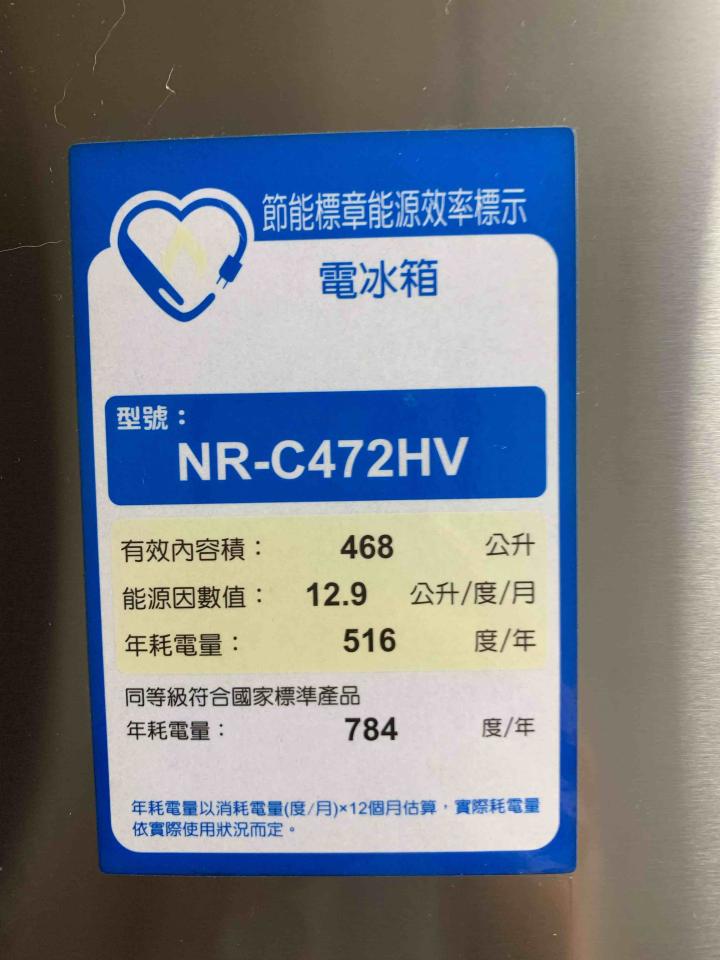 節能標章能源效率標示
電冰箱
型號：
NR-C472HV
有效內容積： 468 公升
能源因數值： 12.9 公升/度/月
年耗電量： 516 度/年
同等級符合國家標準產品
年耗電量： 784 度/年
年耗電量以消耗電量(度/月)×12個月估算，實際耗電量
依實際使用狀況而定。